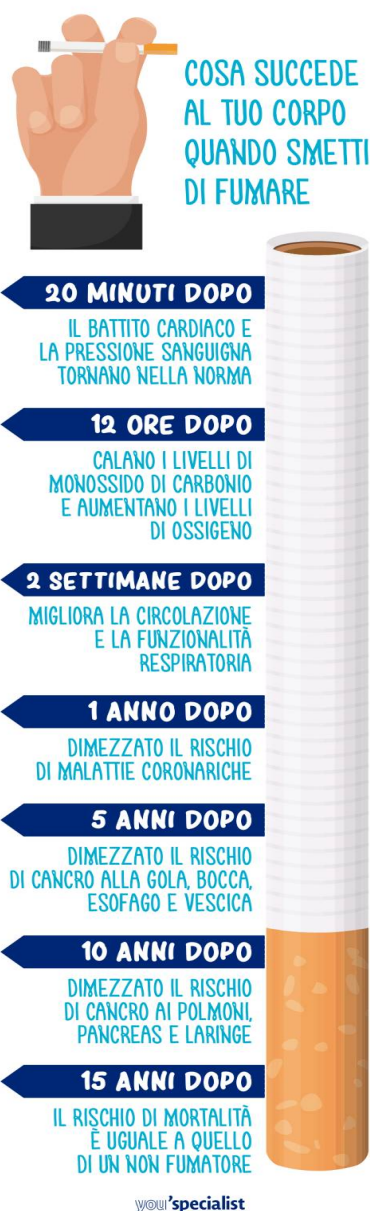 COSA SUCCEDE
AL TUO CORPO
QUANDO SMETTI
DI FUMARE
20 MINUTI DOPO
IL BATTITO CARDIACO E
LA PRESSIONE SANGUIGNA
TORNANO NELLA NORMA
12 ORE DOPO
CALANO I LIVELLI DI
MONOSSIDO DI CARBONIO
E AUMENTANO I LIVELLI
DI OSSIGENO
2 SETTIMANE DOPO
MIGLIORA LA CIRCOLAZIONE
E LA FUNZIONALITÀ
RESPIRATORIA
1 ANNO DOPO
DIMEZZATO IL RISCHIO
DI MALATTIE CORONARICHE
5 ANNI DOPO
DIMEZZATO IL RISCHIO
DI CANCRO ALLA GOLA, BOCCA,
ESOFAGO E VESCICA
10 ANNI DOPO
DIMEZZATO IL RISCHIO
DI CANCRO AI POLMONI,
PANCREAS E LARINGE
15 ANNI DOPO
IL RISCHIO DI MORTALITÀ
È UGUALE A QUELLO
DI UN NON FUMATORE
you'specialist